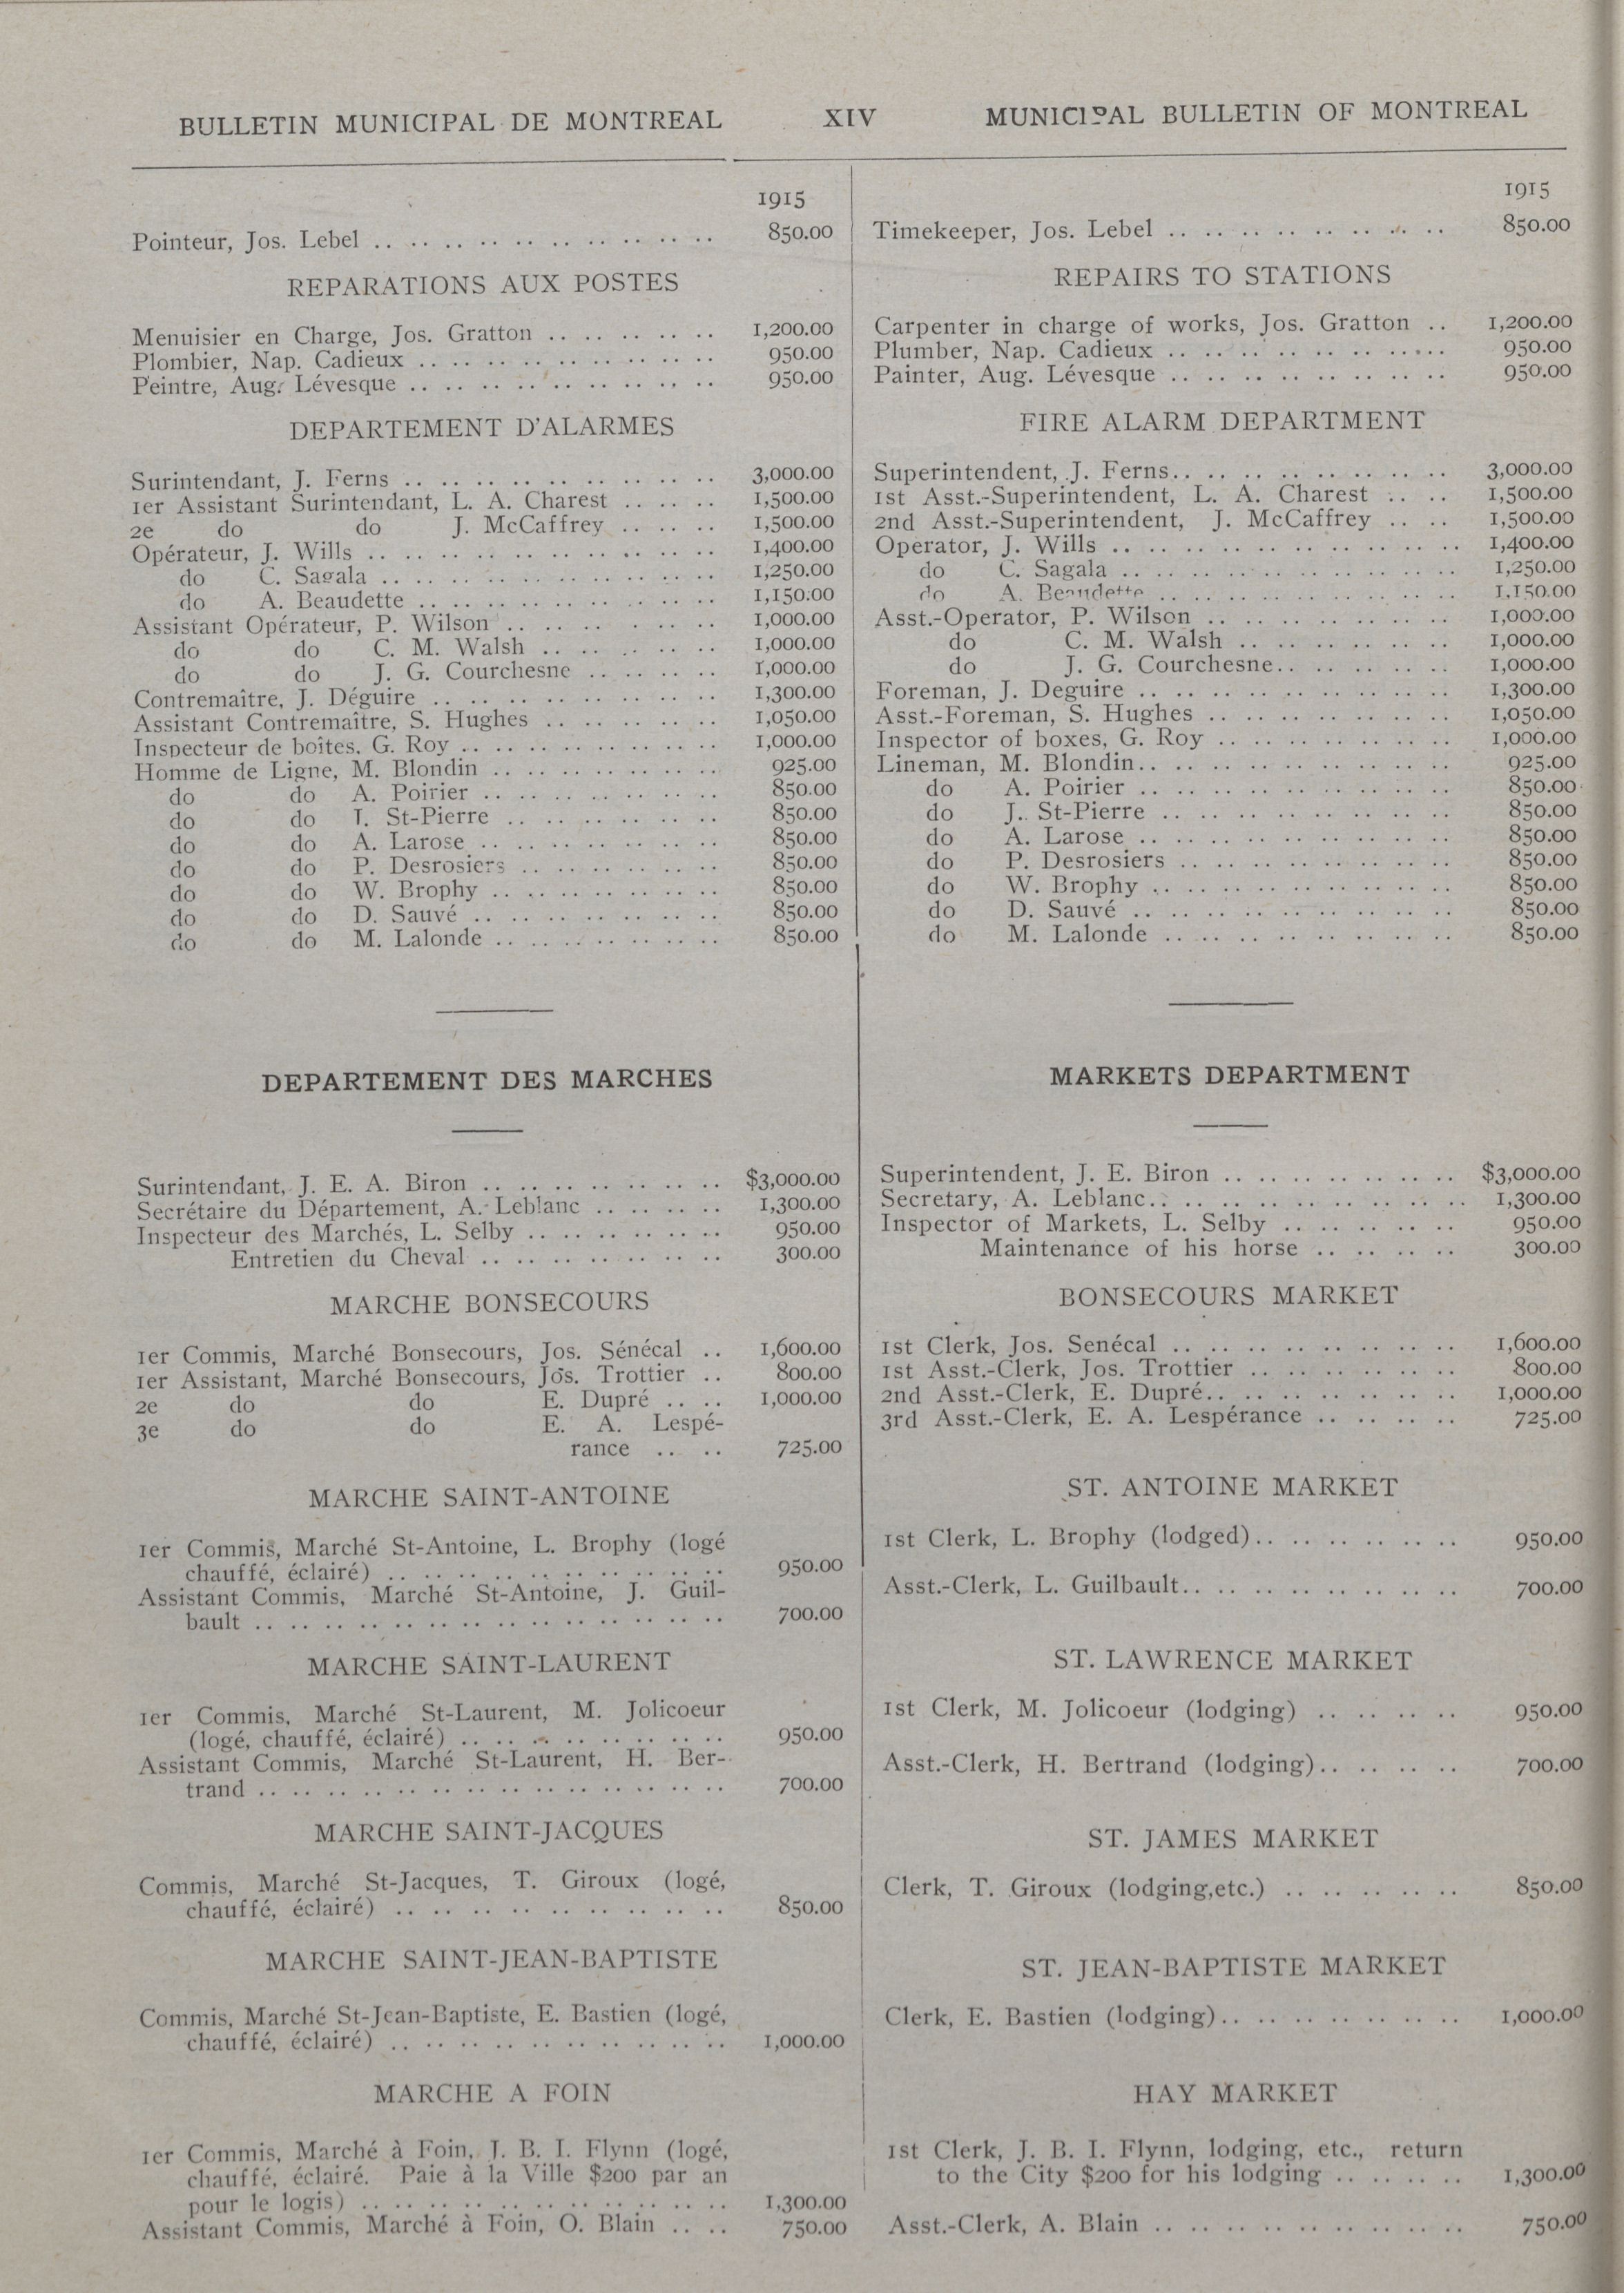 BULLETIN MUNICIPAL DE MONTREAL XIV MUNICIPAL BULLETIN OF MONTREAL
1915
Pointeur, Jos. Lebel .. .. .. .. .. .. .. .. .. .. 850.00
REPARATIONS AUX POSTES
Menuisier en Charge, Jos. Gratton .. .. .. .. .. 1,200.00
Plombier, Nap. Cadieux .. .. .. .. .. .. .. .. .. 950.00
Peintre, Aug. Lévesque .. .. .. .. .. .. .. .. .. 950.00
DEPARTEMENT D'ALARMES
Surintendant, J. Ferns .. .. .. .. .. .. .. .. .. 3,000.00
1er Assistant Surintendant, L. A. Charest .. .. .. 1,500.00
2e do do J. McCaffrey .. .. .. 1,500.00
Opérateur, J. Wills .. .. .. .. .. .. .. .. .. .. 1,400.00
do C. Sagala .. .. .. .. .. .. .. .. .. .. 1,250.00
do A. Beaudette .. .. .. .. .. .. .. .. .. 1,150.00
Assistant Opérateur, P. Wilson .. .. .. .. .. .. 1,000.00
do do C. M. Walsh .. .. .. .. .. 1,000.00
do do J. G. Courchesne .. .. .. .. 1,000.00
Contremaître, J. Déguire .. .. .. .. .. .. .. .. 1,300.00
Assistant Contremaître, S. Hughes .. .. .. .. .. 1,050.00
Inspecteur de boîtes, G. Roy .. .. .. .. .. .. .. 1,000.00
Homme de Ligne, M. Blondin .. .. .. .. .. .. .. 925.00
do do A. Poirier .. .. .. .. .. .. .. 850.00
do do J. St-Pierre .. .. .. .. .. .. 850.00
do do A. Larose .. .. .. .. .. .. .. 850.00
do do P. Desrosiers .. .. .. .. .. .. 850.00
do do W. Brophy .. .. .. .. .. .. .. 850.00
do do D. Sauvé .. .. .. .. .. .. .. 850.00
do do M. Lalonde .. .. .. .. .. .. .. 850.00
DEPARTEMENT DES MARCHES
Surintendant, J. E. A. Biron .. .. .. .. .. .. .. $3,000.00
Secrétaire du Département, A. Leblanc .. .. .. .. 1,300.00
Inspecteur des Marchés, L. Selby .. .. .. .. .. .. 950.00
Entretien du Cheval .. .. .. .. .. .. .. 300.00
MARCHE BONSECOURS
1er Commis, Marché Bonsecours, Jos. Sénécal .. 1,600.00
1er Assistant, Marché Bonsecours, Jos. Trottier .. 800.00
2e do do E. Dupré .. .. 1,000.00
3e do do E. A. Lespé-
rance .. .. 725.00
MARCHE SAINT-ANTOINE
1er Commis, Marché St-Antoine, L. Brophy (logé
chauffé, éclairé) .. .. .. .. .. .. .. .. .. .. 950.00
Assistant Commis, Marché St-Antoine, J. Guil-
bault .. .. .. .. .. .. .. .. .. .. .. .. .. .. 700.00
MARCHE SAINT-LAURENT
1er Commis, Marché St-Laurent, M. Jolicoeur
(logé, chauffé, éclairé) .. .. .. .. .. .. .. .. 950.00
Assistant Commis, Marché St-Laurent, H. Ber-
trand .. .. .. .. .. .. .. .. .. .. .. .. .. .. 700.00
MARCHE SAINT-JACQUES
Commis, Marché St-Jacques, T. Giroux (logé,
chauffé, éclairé) .. .. .. .. .. .. .. .. .. .. 850.00
MARCHE SAINT-JEAN-BAPTISTE
Commis, Marché St-Jean-Baptiste, E. Bastien (logé,
chauffé, éclairé) .. .. .. .. .. .. .. .. .. .. 1,000.00
MARCHE A FOIN
1er Commis, Marché à Foin, J. B. I. Flynn (logé,
chauffé, éclairé. Paie à la Ville $200 par an
pour le logis) .. .. .. .. .. .. .. .. .. .. .. 1,300.00
Assistant Commis, Marché à Foin, O. Blain .. .. 750.00
1915
Timekeeper, Jos. Lebel .. .. .. .. .. .. .. .. 850.00
REPAIRS TO STATIONS
Carpenter in charge of works, Jos. Gratton .. 1,200.00
Plumber, Nap. Cadieux .. .. .. .. .. .. .. .. 950.00
Painter, Aug. Lévesque .. .. .. .. .. .. .. .. 950.00
FIRE ALARM DEPARTMENT
Superintendent, J. Ferns.. .. .. .. .. .. .. .. 3,000.00
1st Asst.-Superintendent, L. A. Charest .. .. 1,500.00
2nd Asst.-Superintendent, J. McCaffrey .. .. 1,500.00
Operator, J. Wills .. .. .. .. .. .. .. .. .. .. 1,400.00
do C. Sagala .. .. .. .. .. .. .. .. .. .. 1,250.00
do A. Beaudette .. .. .. .. .. .. .. .. .. 1,150.00
Asst.-Operator, P. Wilson .. .. .. .. .. .. .. 1,000.00
do C. M. Walsh .. .. .. .. .. .. 1,000.00
do J. G. Courchesne.. .. .. .. .. 1,000.00
Foreman, J. Deguire .. .. .. .. .. .. .. .. .. 1,300.00
Asst.-Foreman, S. Hughes .. .. .. .. .. .. .. 1,050.00
Inspector of boxes, G. Roy .. .. .. .. .. .. .. 1,000.00
Lineman, M. Blondin.. .. .. .. .. .. .. .. .. 925.00
do A. Poirier .. .. .. .. .. .. .. .. .. 850.00
do J. St-Pierre .. .. .. .. .. .. .. .. 850.00
do A. Larose .. .. .. .. .. .. .. .. .. 850.00
do P. Desrosiers .. .. .. .. .. .. .. .. 850.00
do W. Brophy .. .. .. .. .. .. .. .. .. 850.00
do D. Sauvé .. .. .. .. .. .. .. .. .. 850.00
do M. Lalonde .. .. .. .. .. .. .. .. 850.00
MARKETS DEPARTMENT
Superintendent, J. E. Biron .. .. .. .. .. .. .. $3,000.00
Secretary, A. Leblanc.. .. .. .. .. .. .. .. .. 1,300.00
Inspector of Markets, L. Selby .. .. .. .. .. 950.00
Maintenance of his horse .. .. .. .. 300.00
BONSECOURS MARKET
1st Clerk, Jos. Senécal .. .. .. .. .. .. .. .. 1,600.00
1st Asst.-Clerk, Jos. Trottier .. .. .. .. .. .. 800.00
2nd Asst.-Clerk, E. Dupré.. .. .. .. .. .. .. 1,000.00
3rd Asst.-Clerk, E. A. Lespérance .. .. .. .. 725.00
ST. ANTOINE MARKET
1st Clerk, L. Brophy (lodged).. .. .. .. .. .. 950.00
Asst.-Clerk, L. Guilbault.. .. .. .. .. .. .. .. 700.00
ST. LAWRENCE MARKET
1st Clerk, M. Jolicoeur (lodging) .. .. .. .. 950.00
Asst.-Clerk, H. Bertrand (lodging).. .. .. .. 700.00
ST. JAMES MARKET
Clerk, T. Giroux (lodging,etc.) .. .. .. .. .. 850.00
ST. JEAN-BAPTISTE MARKET
Clerk, E. Bastien (lodging).. .. .. .. .. .. .. 1,000.00
HAY MARKET
1st Clerk, J. B. I. Flynn, lodging, etc., return
to the City $200 for his lodging .. .. .. .. 1,300.00
Asst.-Clerk, A. Blain .. .. .. .. .. .. .. .. .. 750.00